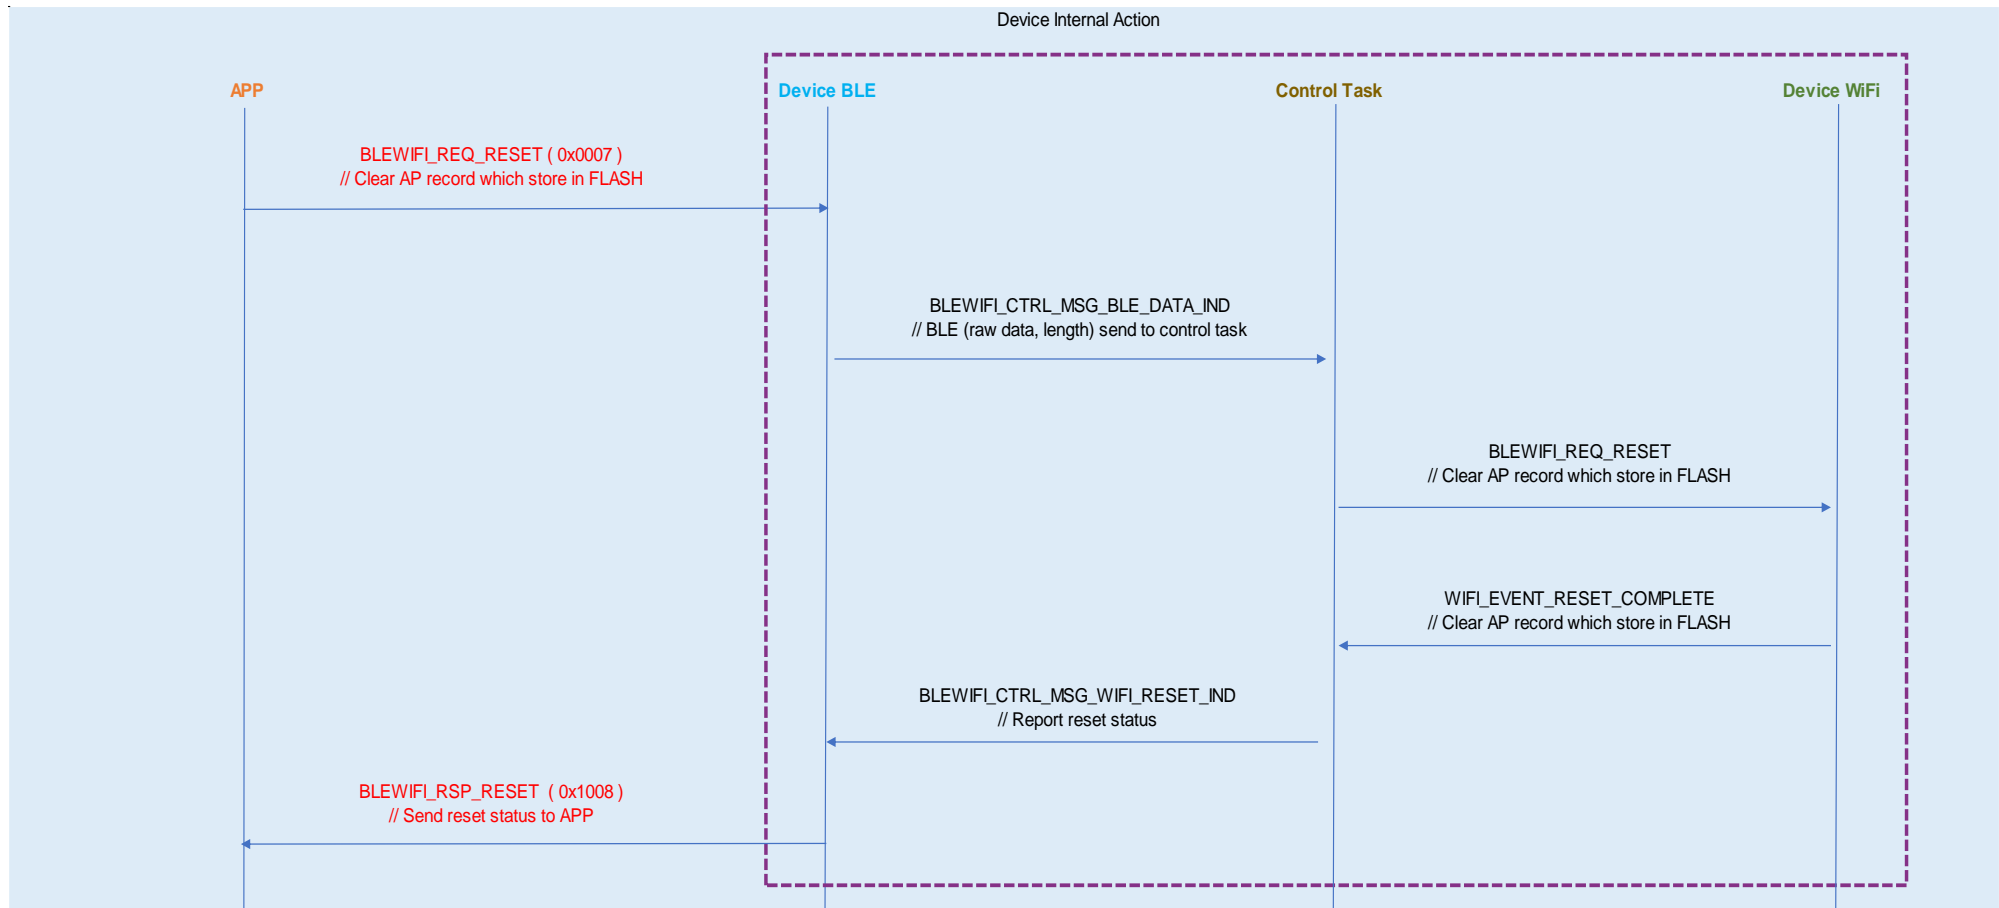 Device Internal Action
APP
Device BLE
Control Task
Device WiFi
BLEWIFI_REQ_RESET ( 0x0007 )
// Clear AP record which store in FLASH
BLEWIFI_CTRL_MSG_BLE_DATA_IND
// BLE (raw data, length) send to control task
BLEWIFI_REQ_RESET
// Clear AP record which store in FLASH
WIFI_EVENT_RESET_COMPLETE
// Clear AP record which store in FLASH
BLEWIFI_CTRL_MSG_WIFI_RESET_IND
// Report reset status
BLEWIFI_RSP_RESET ( 0x1008 )
// Send reset status to APP